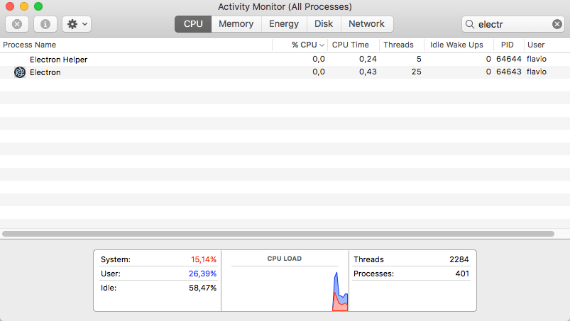 Activity Monitor (All Processes)
CPU Memory Energy Disk Network electr
Process Name % CPU CPU Time Threads Idle Wake Ups PID User
Electron Helper 0,0 0,24 5 0 64644 flavio
Electron 0,0 0,43 25 0 64643 flavio
System: 15,14% CPU LOAD Threads 2284
User: 26,39% Processes: 401
Idle: 58,47%